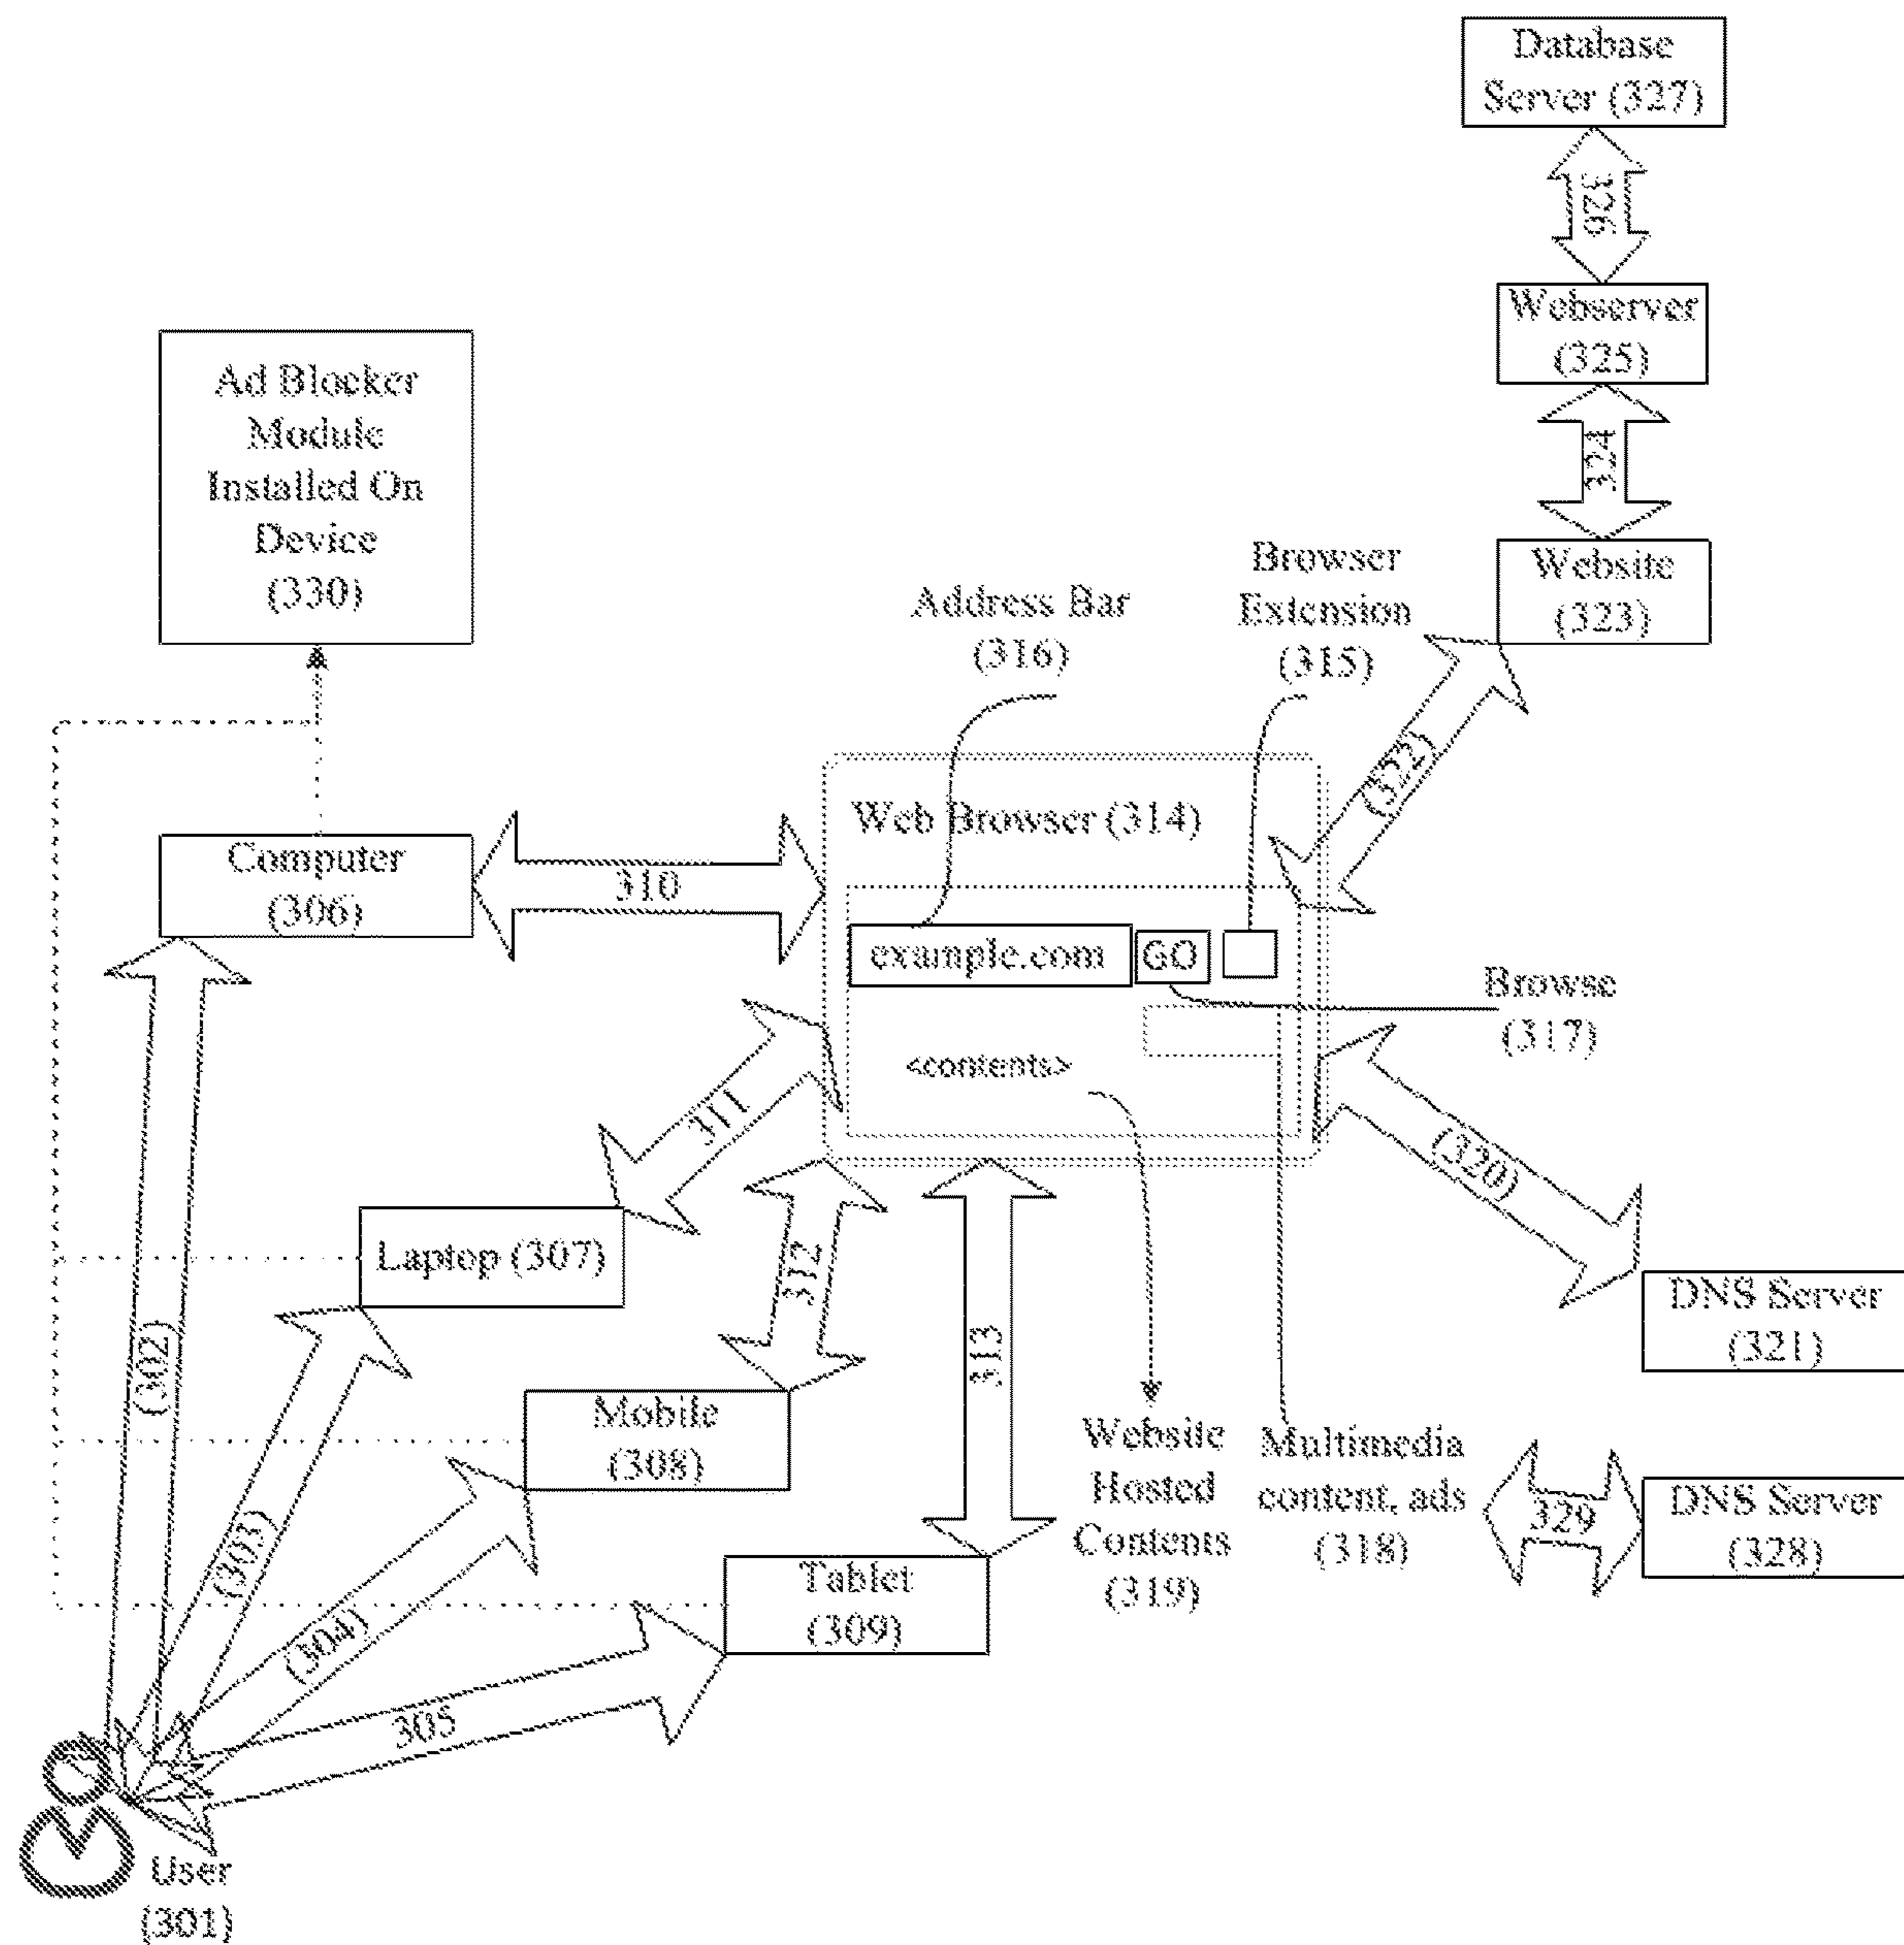 Database
Server (327)
326
Webserver
(325)
324
Website
(323)
Ad Blocker
Module
Installed On
Device
(330)
Address Bar
(316)
Browser
Extension
(315)
(322)
Web Browser (314)
Computer
(306)
310
example.com
GO
Browse
(317)
<contents>
311
(320)
Laptop (307)
312
313
DNS Server
(321)
(302)
Mobile
(308)
Website
Hosted
Contents
(319)
Multimedia
content, ads
(318)
329
DNS Server
(328)
(303)
Tablet
(309)
(304)
305
User
(301)